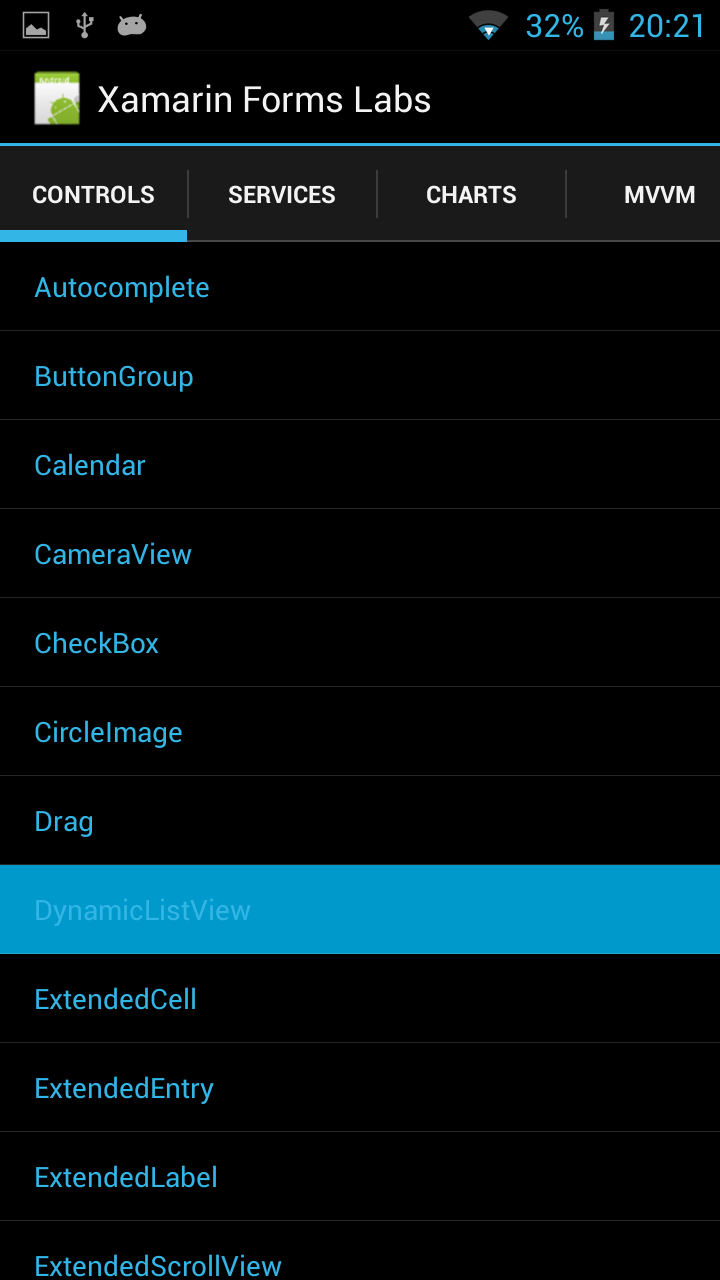 32% 20:21
Android
Xamarin Forms Labs
CONTROLS SERVICES CHARTS MVVM
Autocomplete
ButtonGroup
Calendar
CameraView
CheckBox
CircleImage
Drag
DynamicListView
ExtendedCell
ExtendedEntry
ExtendedLabel
ExtendedScrollView